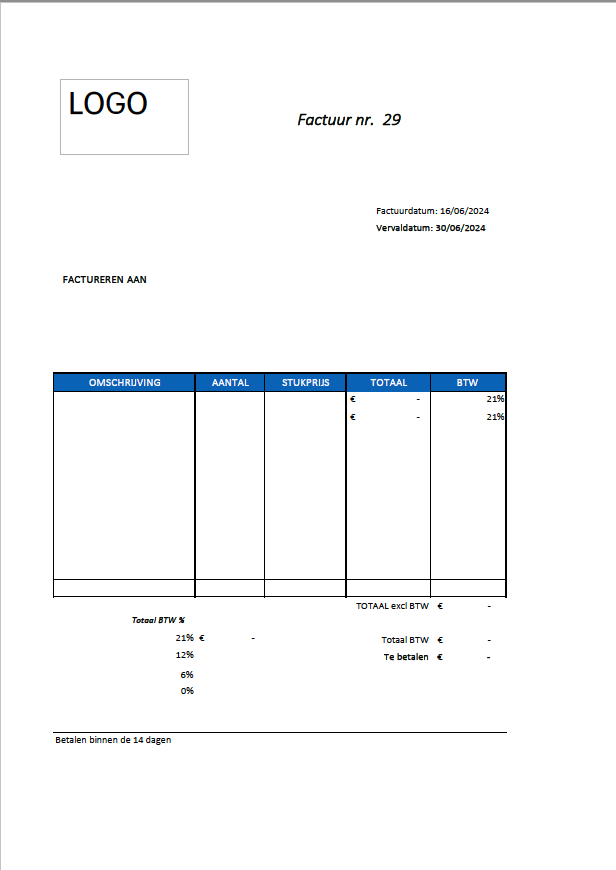 LOGO
Factuur nr. 29
Factuurdatum: 16/06/2024
Vervaldatum: 30/06/2024
FACTUREREN AAN
OMSCHRIJVING AANTAL STUKPRIJS TOTAAL BTW
€ - 21%
€ - 21%
TOTAAL excl BTW € -
Totaal BTW %
21% € - Totaal BTW € -
12% Te betalen € -
6%
0%
Betalen binnen de 14 dagen